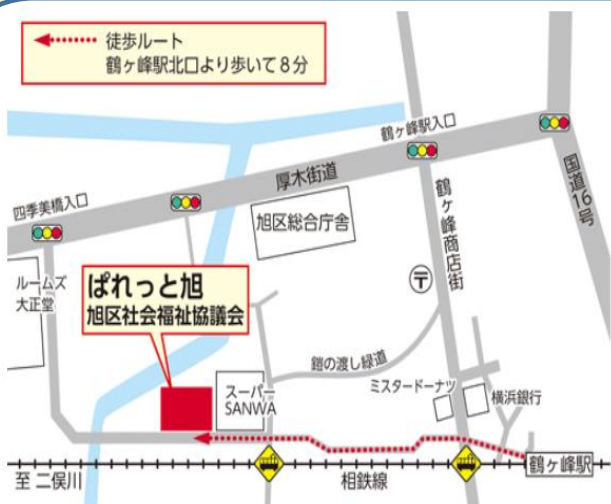 徒歩ルート
鶴ヶ峰駅北口より歩いて8分
鶴ヶ峰駅入口
厚木街道
国道16号
四季美橋入口
旭区総合庁舎
鶴ヶ峰商店街
〒
ルームズ
大正堂
ぱれっと旭
旭区社会福祉協議会
鎧の渡し緑道
スーパー
SANWA
ミスタードーナツ
横浜銀行
鶴ヶ峰駅
至 二俣川
相鉄線